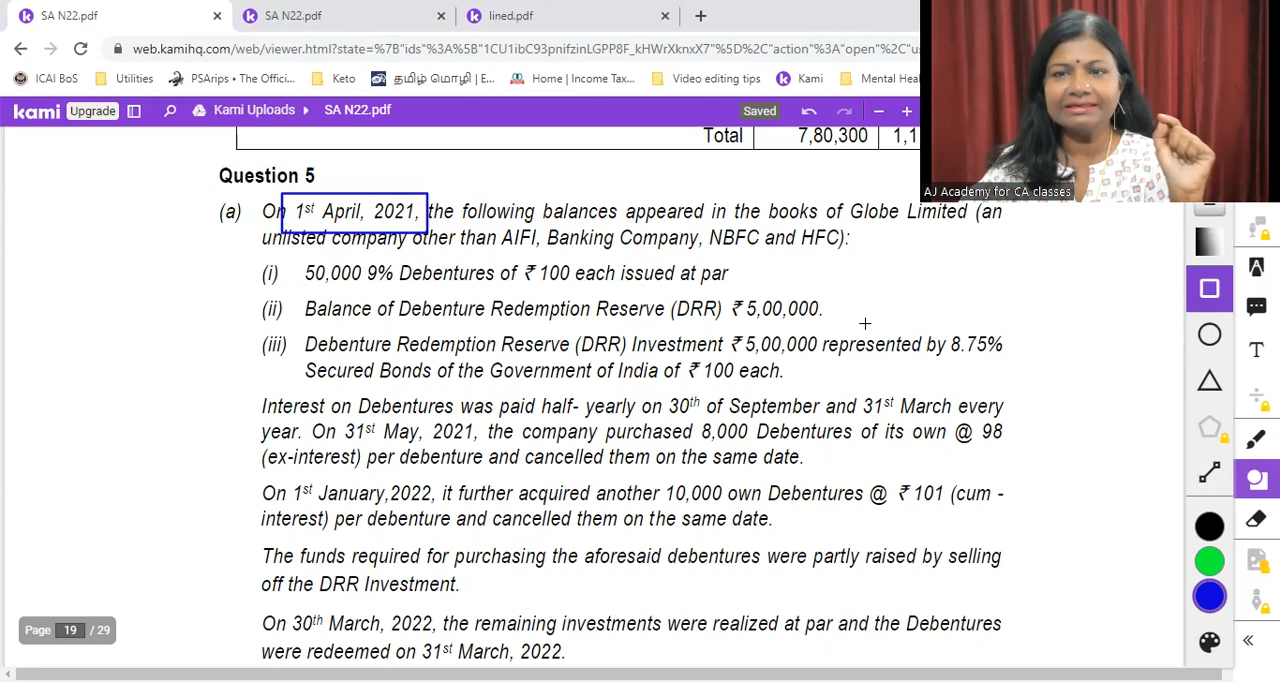 SA N22.pdf
SA N22.pdf
lined.pdf
web.kamihq.com/web/viewer.html?state=%7B"ids"%3A%5B"1CU1ibC93pnifzinLGPP8F_kHWrXknxX7"%5D%2C"action"%3A"open"%2C"u
ICAI BoS
Utilities
PSArips - The Offici...
Keto
தமிழ் மொழி | E...
Home | Income Tax...
Video editing tips
Kami
Mental Hea
kami
Upgrade
Kami Uploads
SA N22.pdf
Saved
Total 7,80,300 1,1
AJ Academy for CA classes
Question 5
(a) On 1st April, 2021, the following balances appeared in the books of Globe Limited (an
unlisted company other than AIFI, Banking Company, NBFC and HFC):
(i) 50,000 9% Debentures of ₹ 100 each issued at par
(ii) Balance of Debenture Redemption Reserve (DRR) ₹ 5,00,000.
(iii) Debenture Redemption Reserve (DRR) Investment ₹ 5,00,000 represented by 8.75%
Secured Bonds of the Government of India of ₹ 100 each.
Interest on Debentures was paid half- yearly on 30th of September and 31st March every
year. On 31st May, 2021, the company purchased 8,000 Debentures of its own @ 98
(ex-interest) per debenture and cancelled them on the same date.
On 1st January,2022, it further acquired another 10,000 own Debentures @ ₹ 101 (cum -
interest) per debenture and cancelled them on the same date.
The funds required for purchasing the aforesaid debentures were partly raised by selling
off the DRR Investment.
On 30th March, 2022, the remaining investments were realized at par and the Debentures
were redeemed on 31st March, 2022.
Page 19 / 29